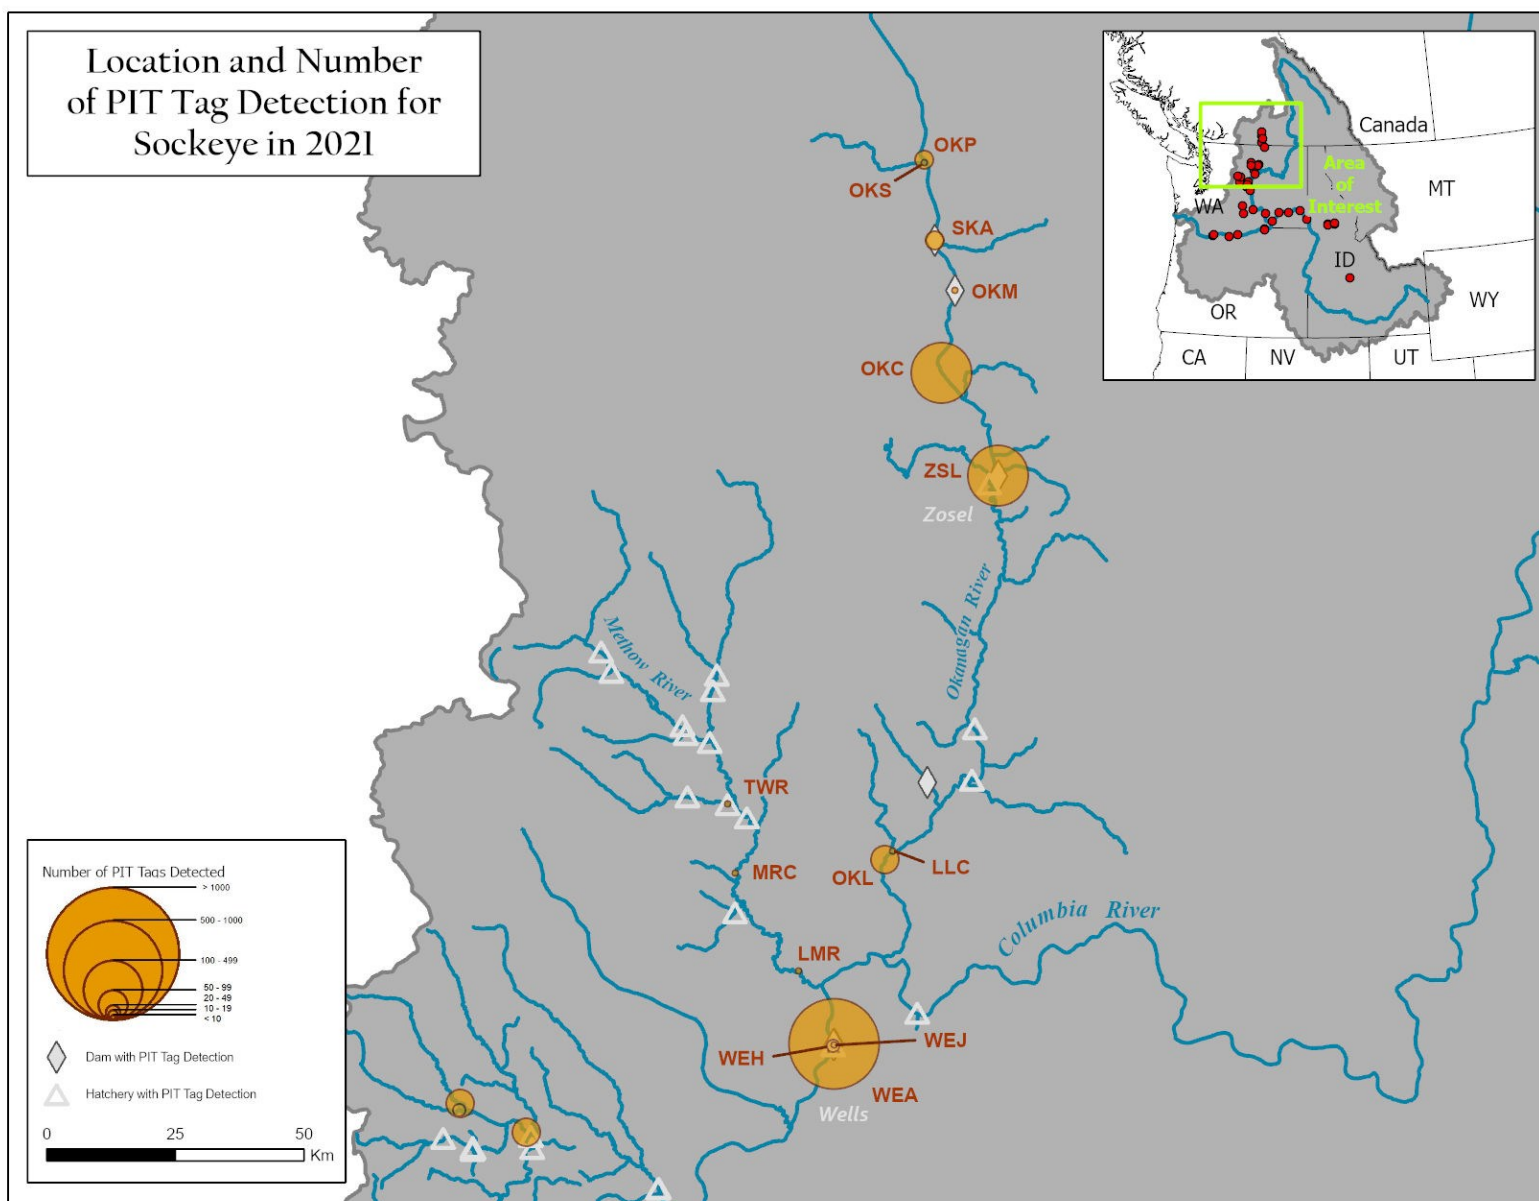 Location and Number
of PIT Tag Detection for
Sockeye in 2021
Canada
Area
of
Interest
MT
WA
ID
OR
WY
CA
NV
UT
OKP
OKS
SKA
OKM
OKC
ZSL
Zosel
Okanagan River
Methow River
TWR
MRC
OKL
LLC
Columbia River
LMR
WEH
WEJ
WEA
Wells
Number of PIT Tags Detected
> 1000
500 - 1000
100 - 499
50 - 99
20 - 49
10 - 19
< 10
Dam with PIT Tag Detection
Hatchery with PIT Tag Detection
0 25 50
Km